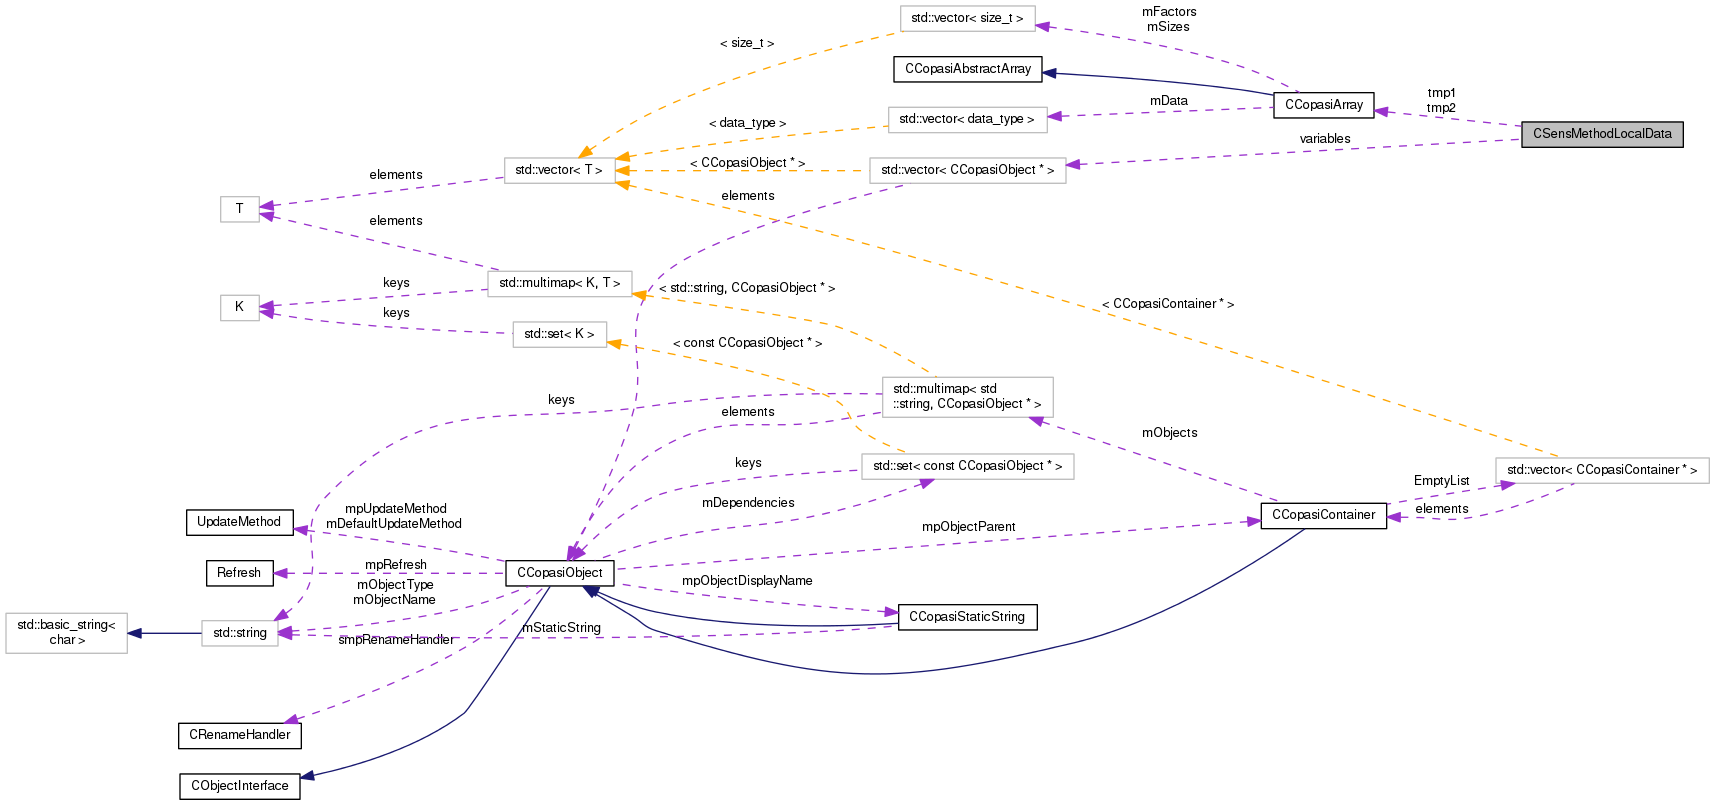 std::vector< size_t >
mFactors
mSizes
< size_t >
CCopasiAbstractArray
CCopasiArray
tmp1
tmp2
mData
std::vector< data_type >
< data_type >
CSensMethodLocalData
variables
std::vector< T >
< CCopasiObject * >
std::vector< CCopasiObject * >
elements
elements
T
elements
std::multimap< K, T >
keys
< std::string, CCopasiObject * >
< CCopasiContainer * >
K
keys
std::set< K >
< const CCopasiObject * >
std::multimap< std
::string, CCopasiObject * >
keys
elements
mObjects
keys
std::set< const CCopasiObject * >
std::vector< CCopasiContainer * >
EmptyList
elements
mDependencies
UpdateMethod
mpUpdateMethod
mDefaultUpdateMethod
mpObjectParent
CCopasiContainer
Refresh
mpRefresh
CCopasiObject
mpObjectDisplayName
mObjectType
mObjectName
CCopasiStaticString
std::basic_string<
char >
std::string
mStaticString
smpRenameHandler
CRenameHandler
CObjectInterface